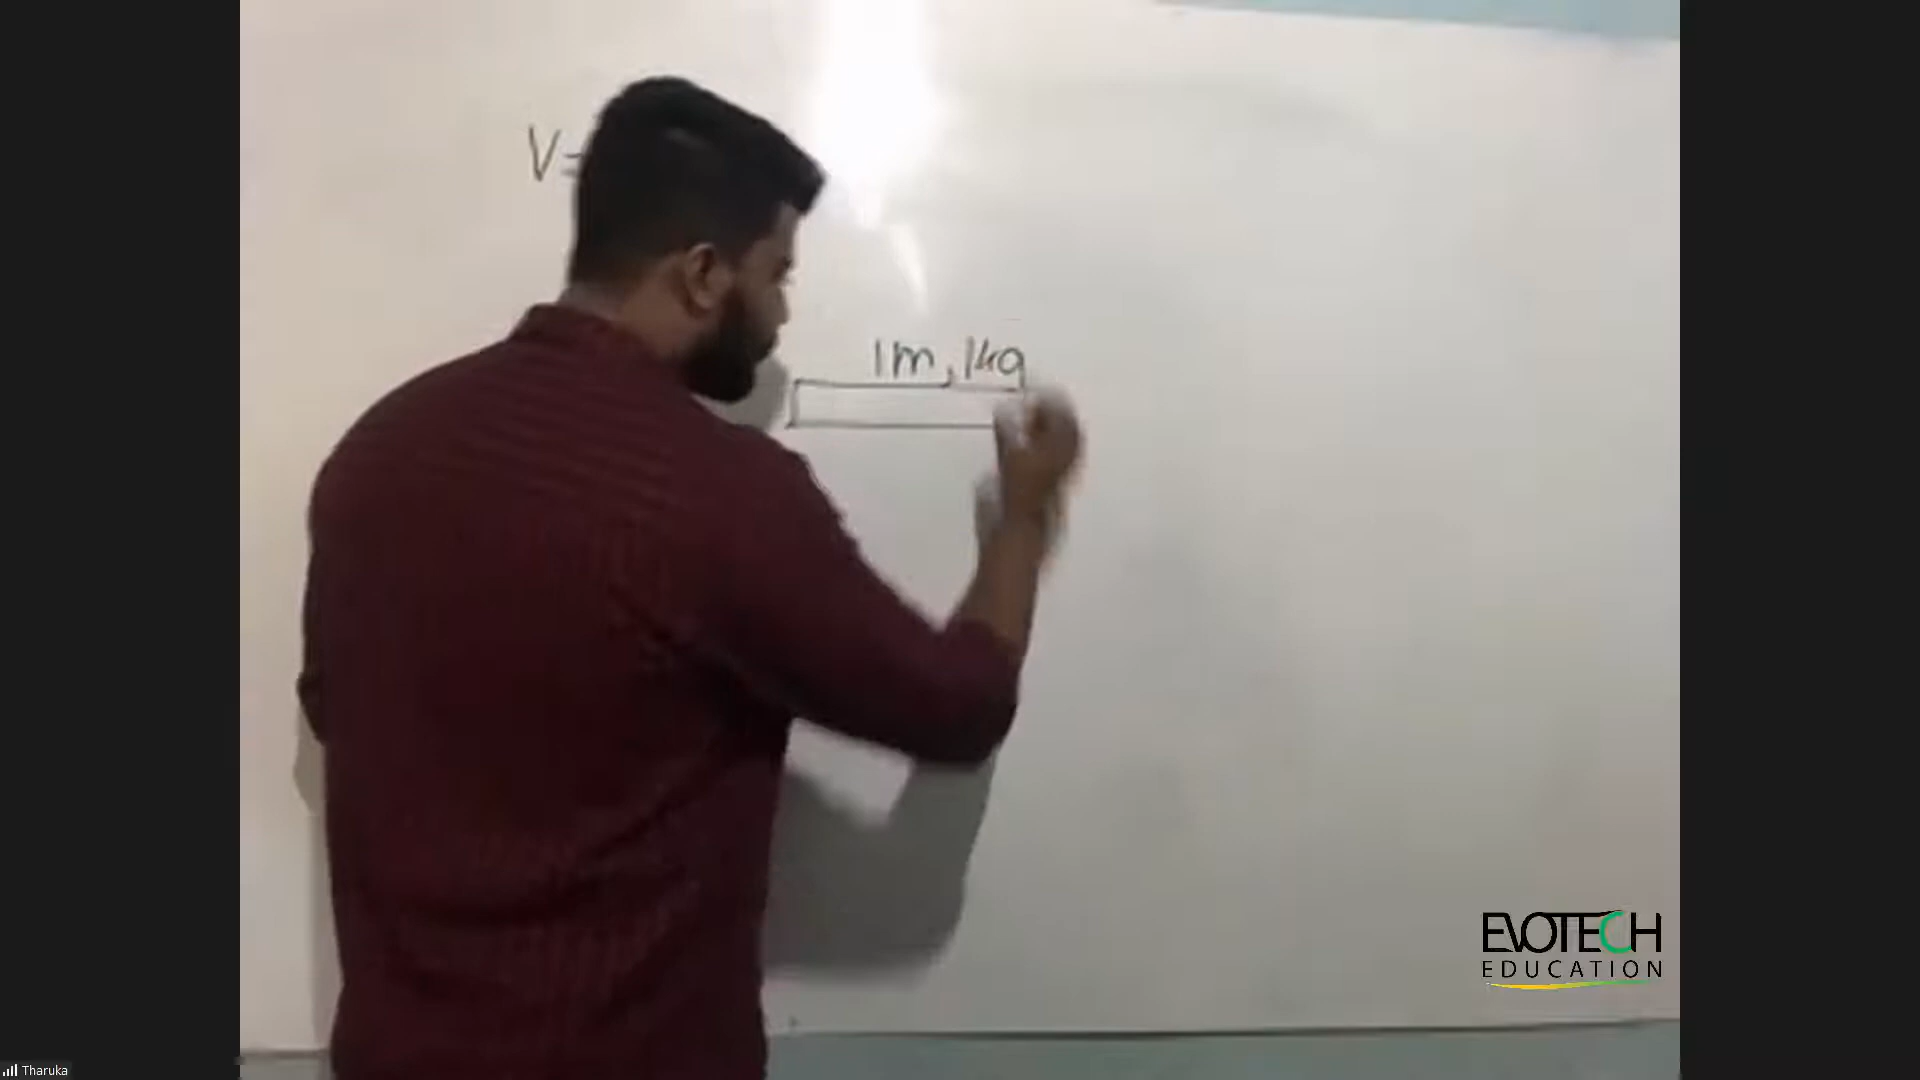 V=
1m, 1kg
EVOTECH
EDUCATION
Tharuka